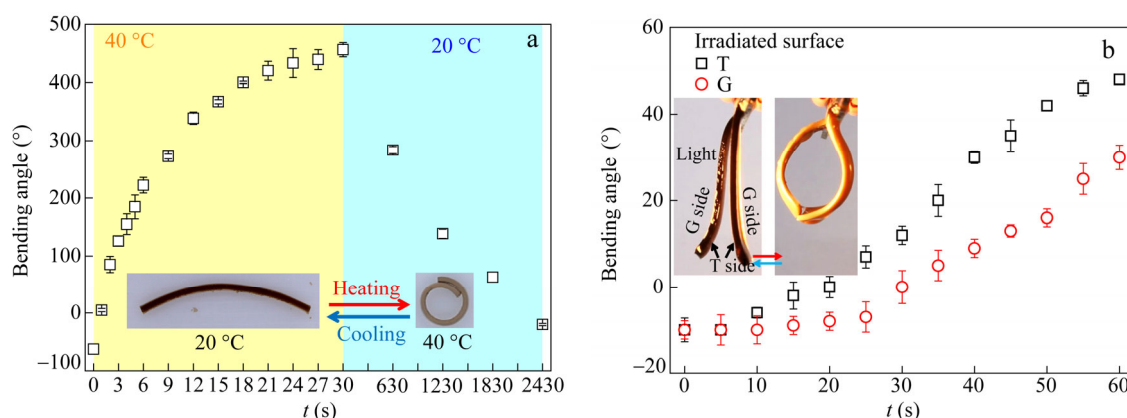 500
400
300
200
100
0
−100
Bending angle (°)
40 °C
20 °C
a
Heating
Cooling
20 °C
40 °C
0 3 6 9 12 15 18 21 24 27 30 630 1230 1830 2430
t (s)
b
Irradiated surface
T
G
60
40
20
0
−20
Bending angle (°)
Light
G side
G side
T side
0 10 20 30 40 50 60
t (s)